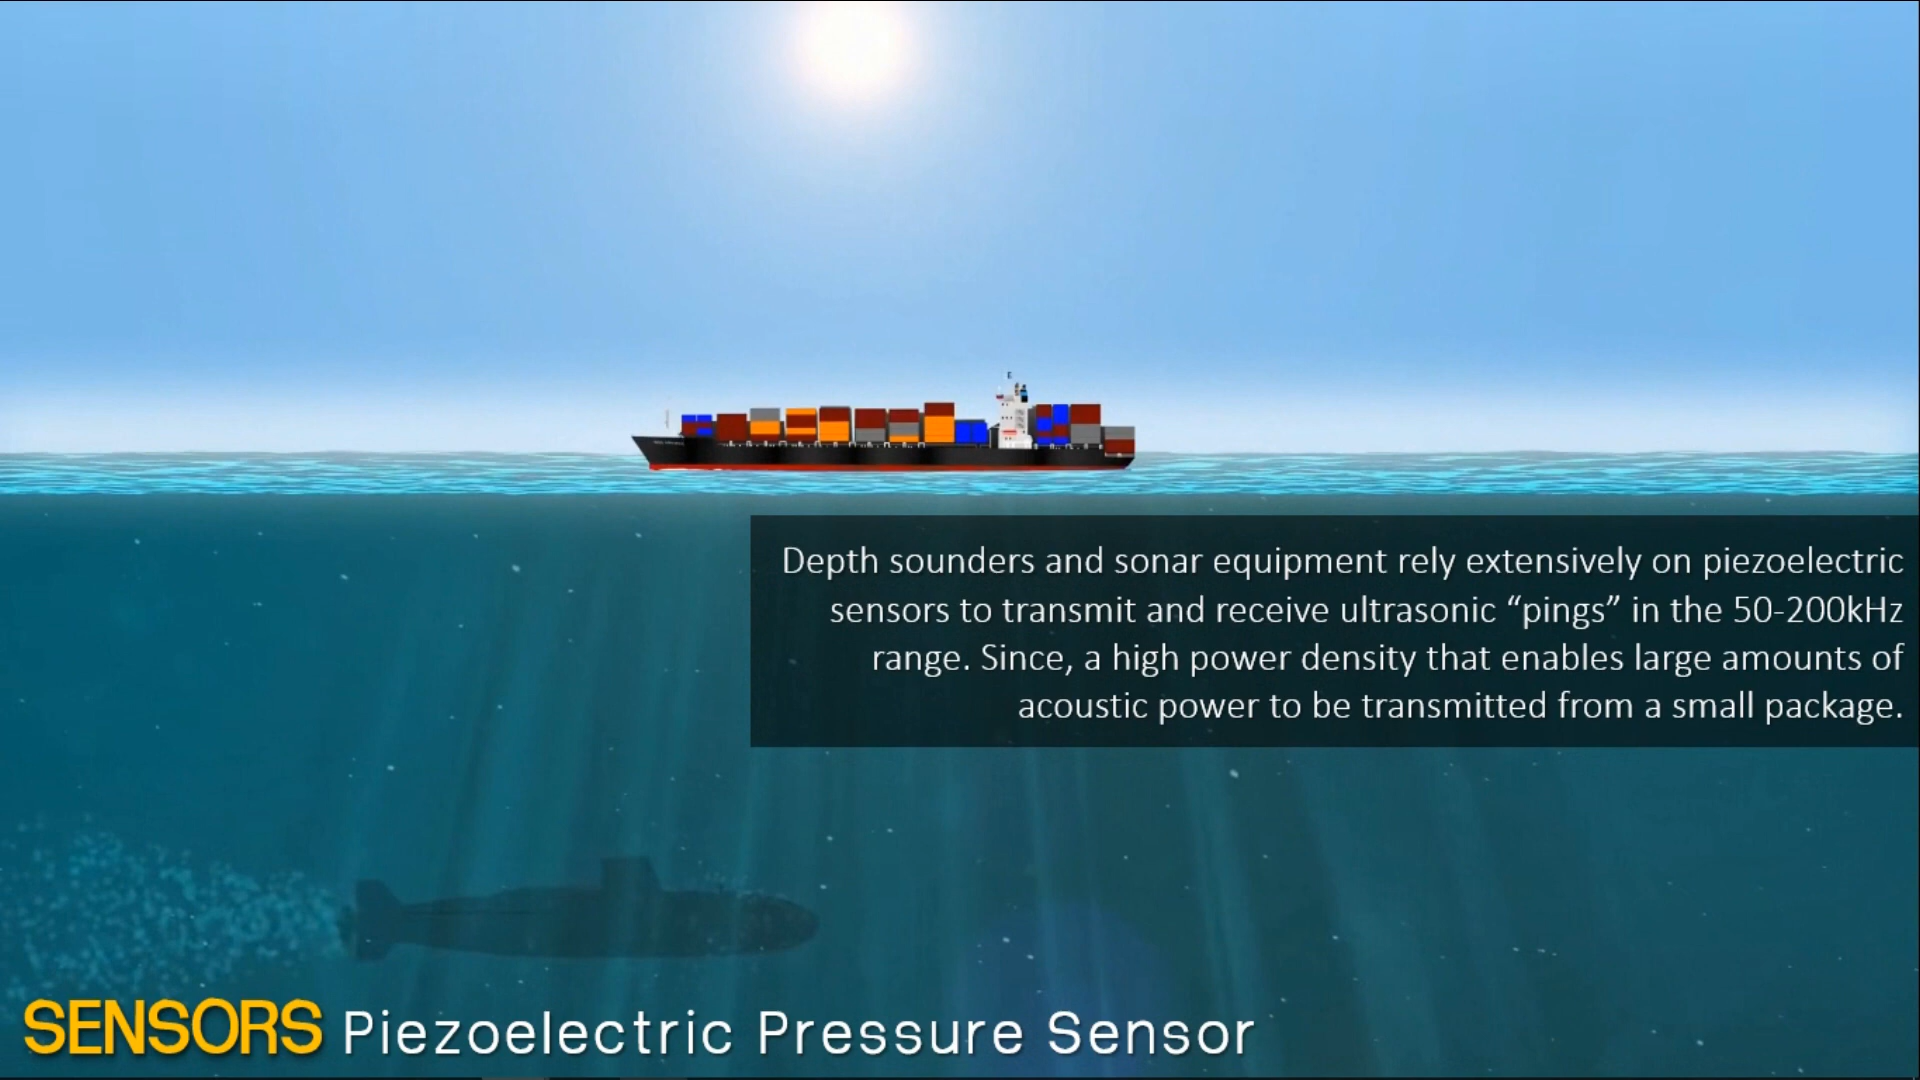 Depth sounders and sonar equipment rely extensively on piezoelectric
sensors to transmit and receive ultrasonic “pings” in the 50-200kHz
range. Since, a high power density that enables large amounts of
acoustic power to be transmitted from a small package.
SENSORS Piezoelectric Pressure Sensor